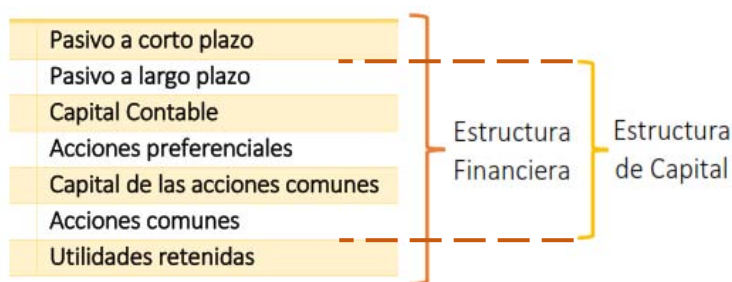 Pasivo a corto plazo
Pasivo a largo plazo
Capital Contable
Acciones preferenciales
Capital de las acciones comunes
Acciones comunes
Utilidades retenidas
Estructura
Financiera
Estructura
de Capital